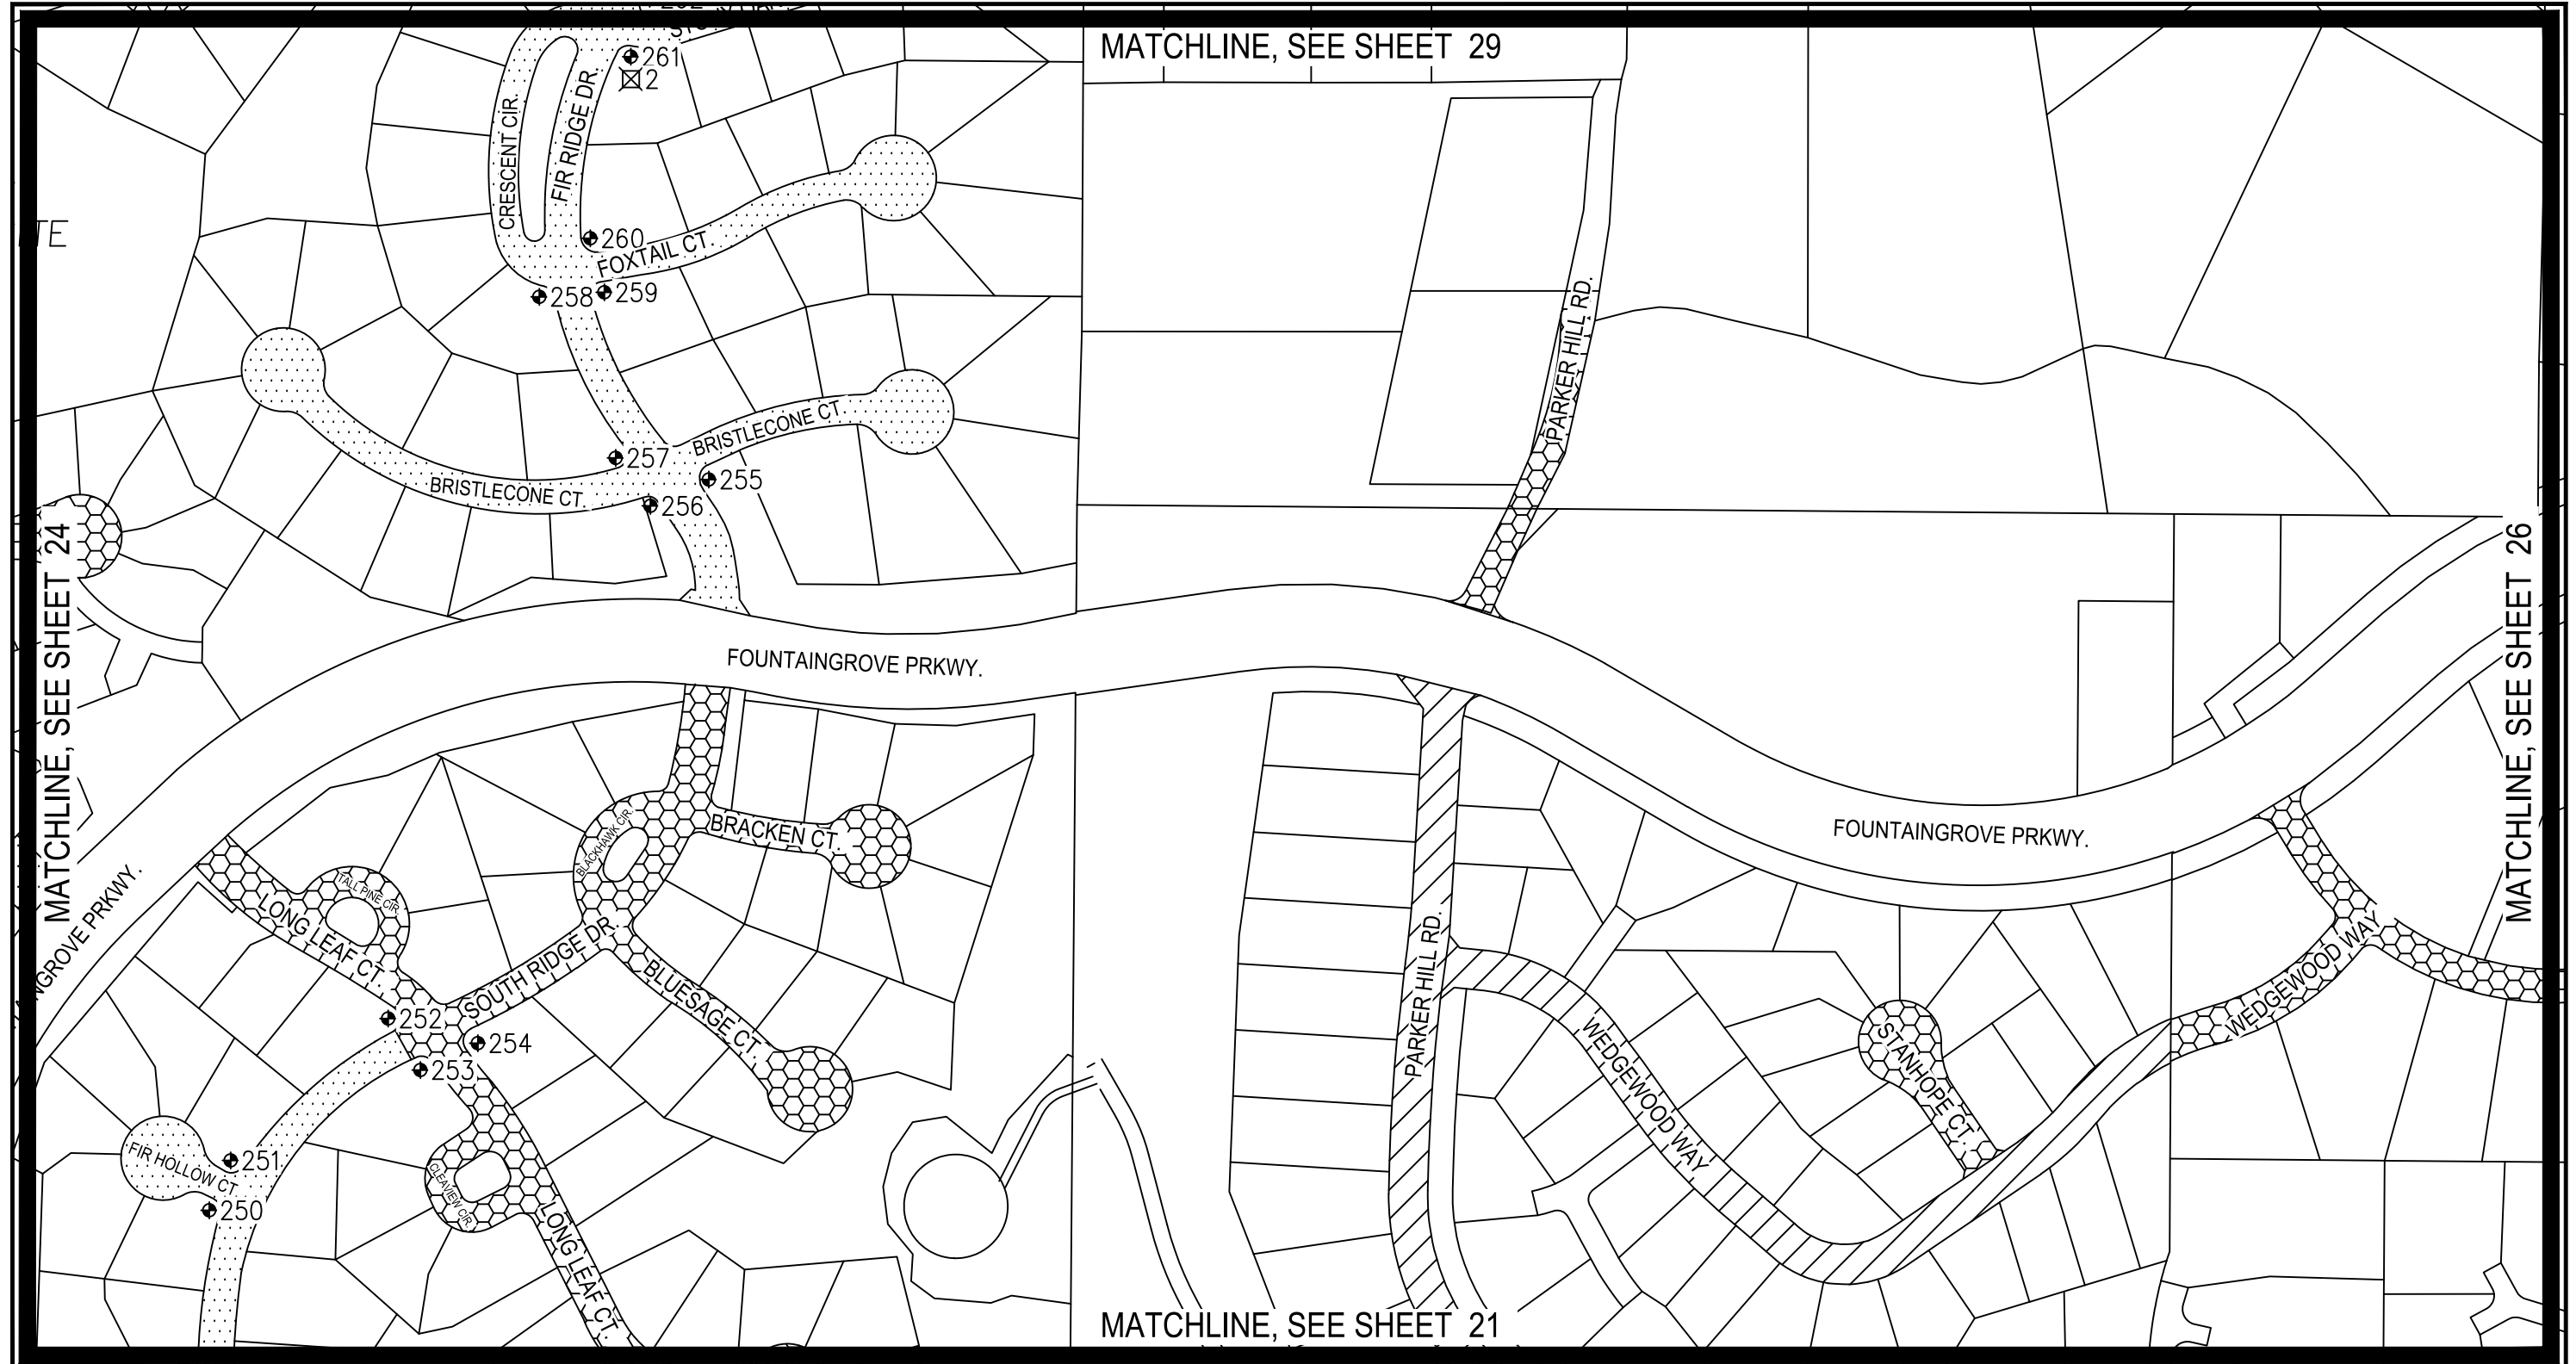 MATCHLINE, SEE SHEET 29
261
2
CRESCENT CIR.
FIR RIDGE DR.
TE
260
FOXTAIL CT.
258
259
PARKER HILL RD.
BRISTLECONE CT.
257
BRISTLECONE CT.
255
256
MATCHLINE, SEE SHEET 24
MATCHLINE, SEE SHEET 26
FOUNTAINGROVE PRKWY.
FOUNTAINGROVE PRKWY.
BLACKHAWK CIR.
BRACKEN CT.
TALL PINE CIR.
LONG LEAF CT.
NGROVE PRKWY.
SOUTH RIDGE DR.
BLUESAGE CT.
PARKER HILL RD.
WEDGEWOOD WAY
252
254
253
STANHOPE CT.
WEDGEWOOD WAY
251
FIR HOLLOW CT.
250
CLEAVIEW CIR.
LONG LEAF CT.
MATCHLINE, SEE SHEET 21